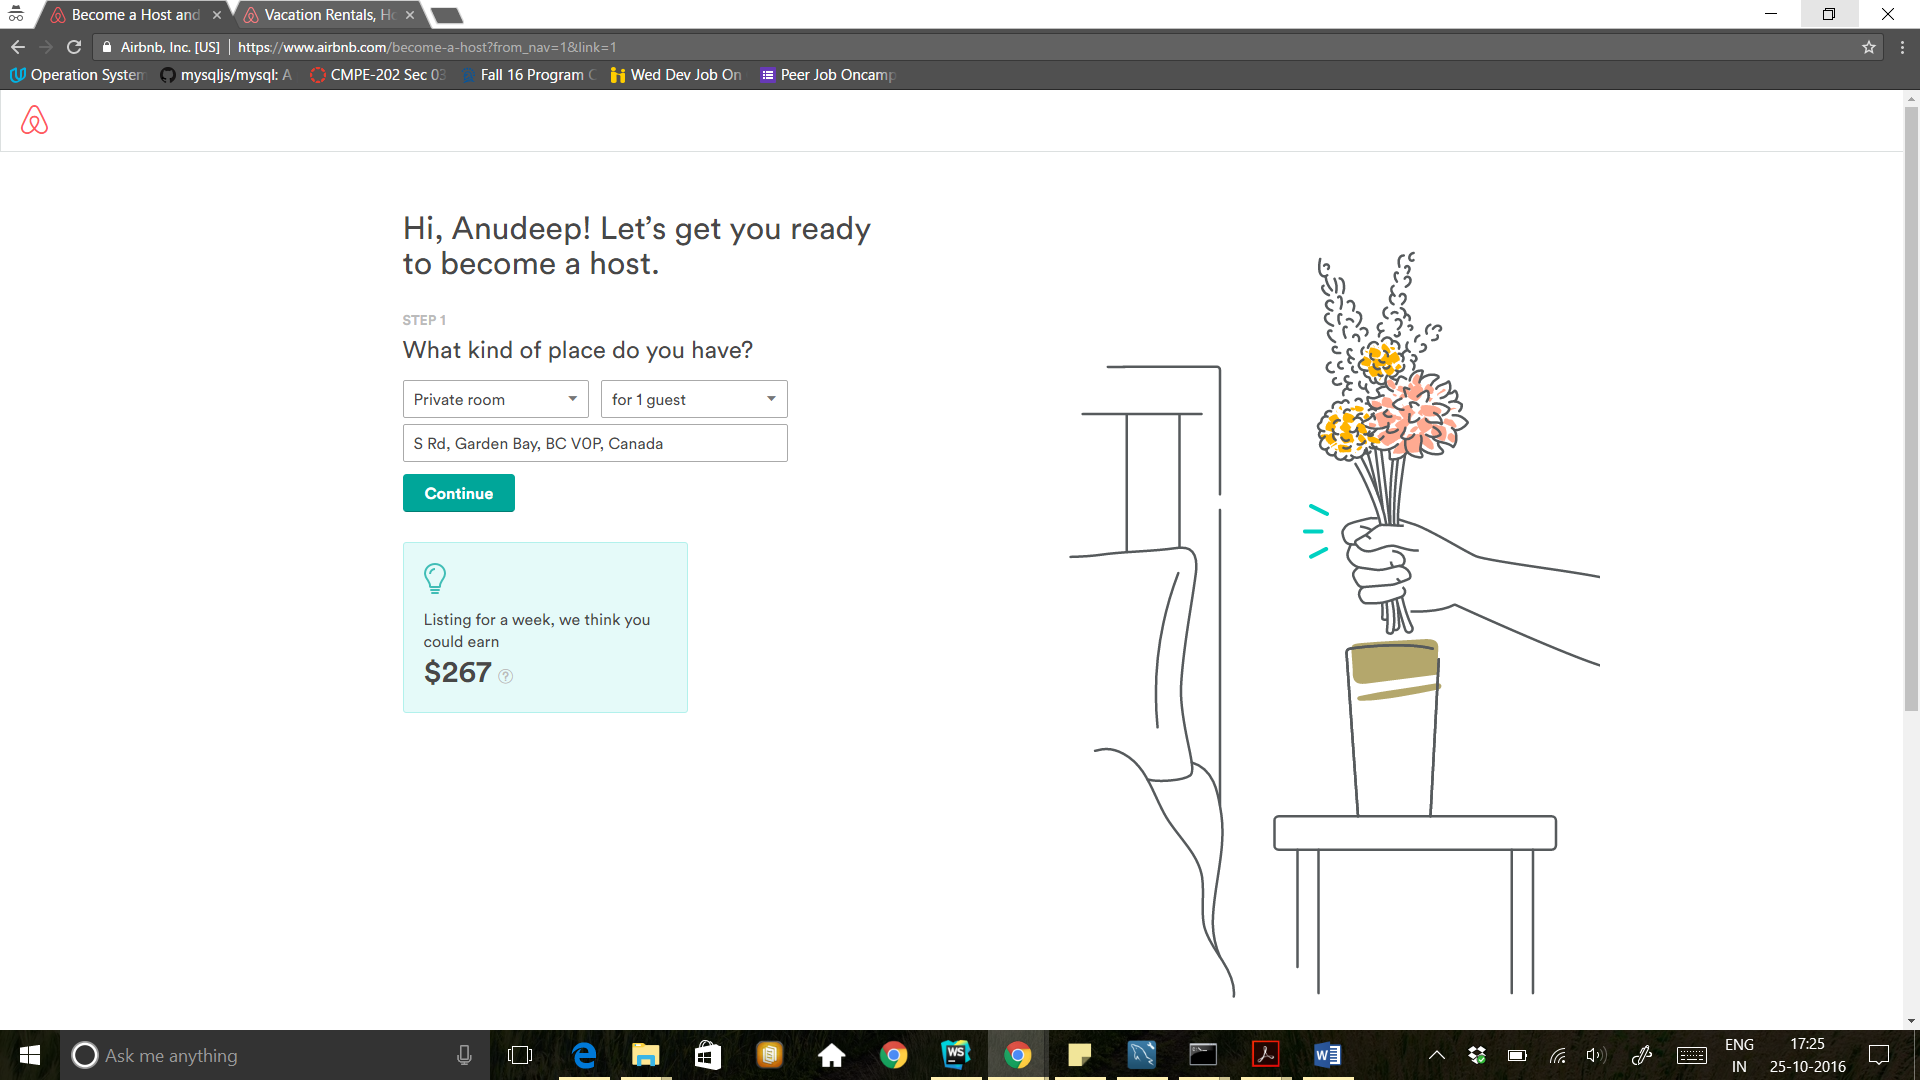 Become a Host and
Vacation Rentals, Ho
Airbnb, Inc. [US] | https://www.airbnb.com/become-a-host?from_nav=1&link=1
Operation System mysqljs/mysql: A CMPE-202 Sec 03 Fall 16 Program C Wed Dev Job On Peer Job Oncamp
Hi, Anudeep! Let’s get you ready
to become a host.
STEP 1
What kind of place do you have?
Private room for 1 guest
S Rd, Garden Bay, BC V0P, Canada
Continue
Listing for a week, we think you
could earn
$267 ?
Ask me anything
WS
ENG
IN
17:25
25-10-2016